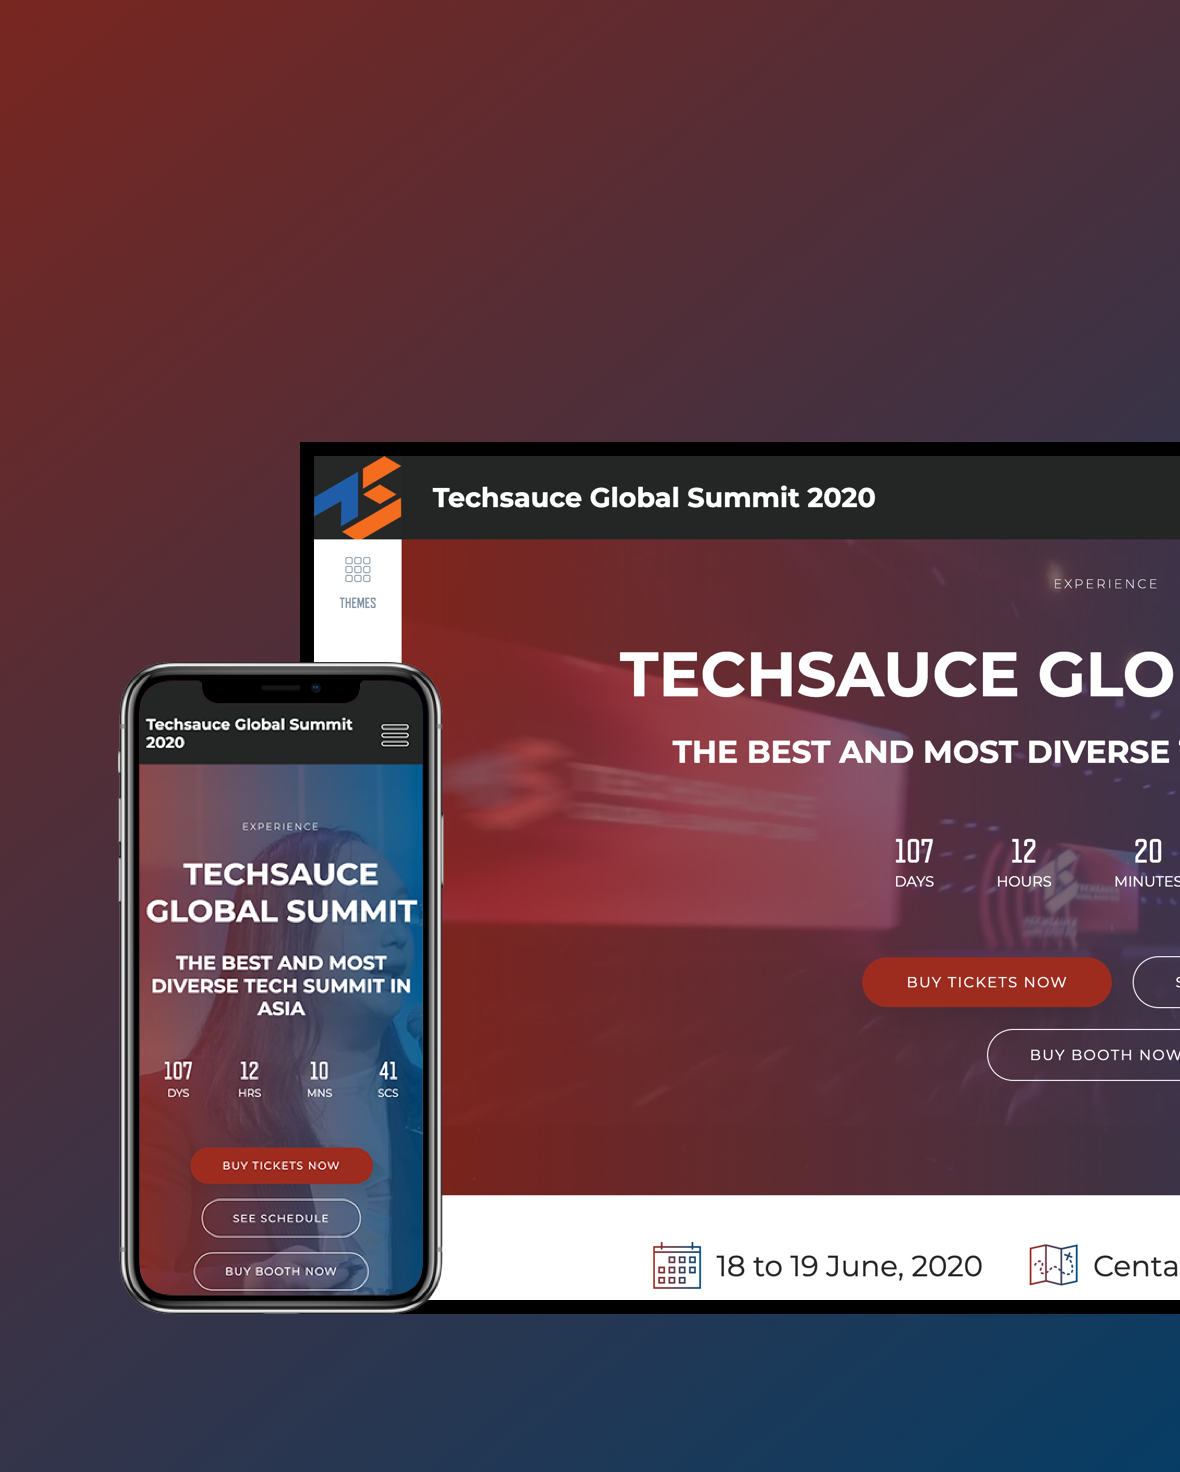 Techsauce Global Summit 2020
THEMES
EXPERIENCE
TECHSAUCE GLO
THE BEST AND MOST DIVERSE
107 12 20
DAYS HOURS MINUTES
BUY TICKETS NOW S
BUY BOOTH NOW
18 to 19 June, 2020 Centa
Techsauce Global Summit
2020
EXPERIENCE
TECHSAUCE
GLOBAL SUMMIT
THE BEST AND MOST
DIVERSE TECH SUMMIT IN
ASIA
107 12 10 41
DYS HRS MNS SCS
BUY TICKETS NOW
SEE SCHEDULE
BUY BOOTH NOW